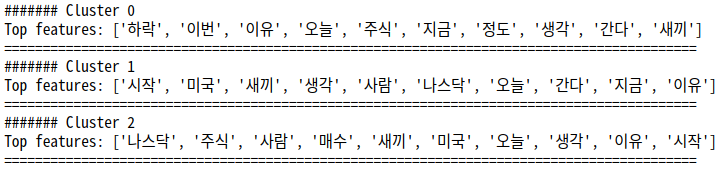 ####### Cluster 0
Top features: ['하락', '이번', '이유', '오늘', '주식', '지금', '정도', '생각', '간다', '새끼']
==========================================================================================
####### Cluster 1
Top features: ['시작', '미국', '새끼', '생각', '사람', '나스닥', '오늘', '간다', '지금', '이유']
==========================================================================================
####### Cluster 2
Top features: ['나스닥', '주식', '사람', '매수', '새끼', '미국', '오늘', '생각', '이유', '시작']
==========================================================================================